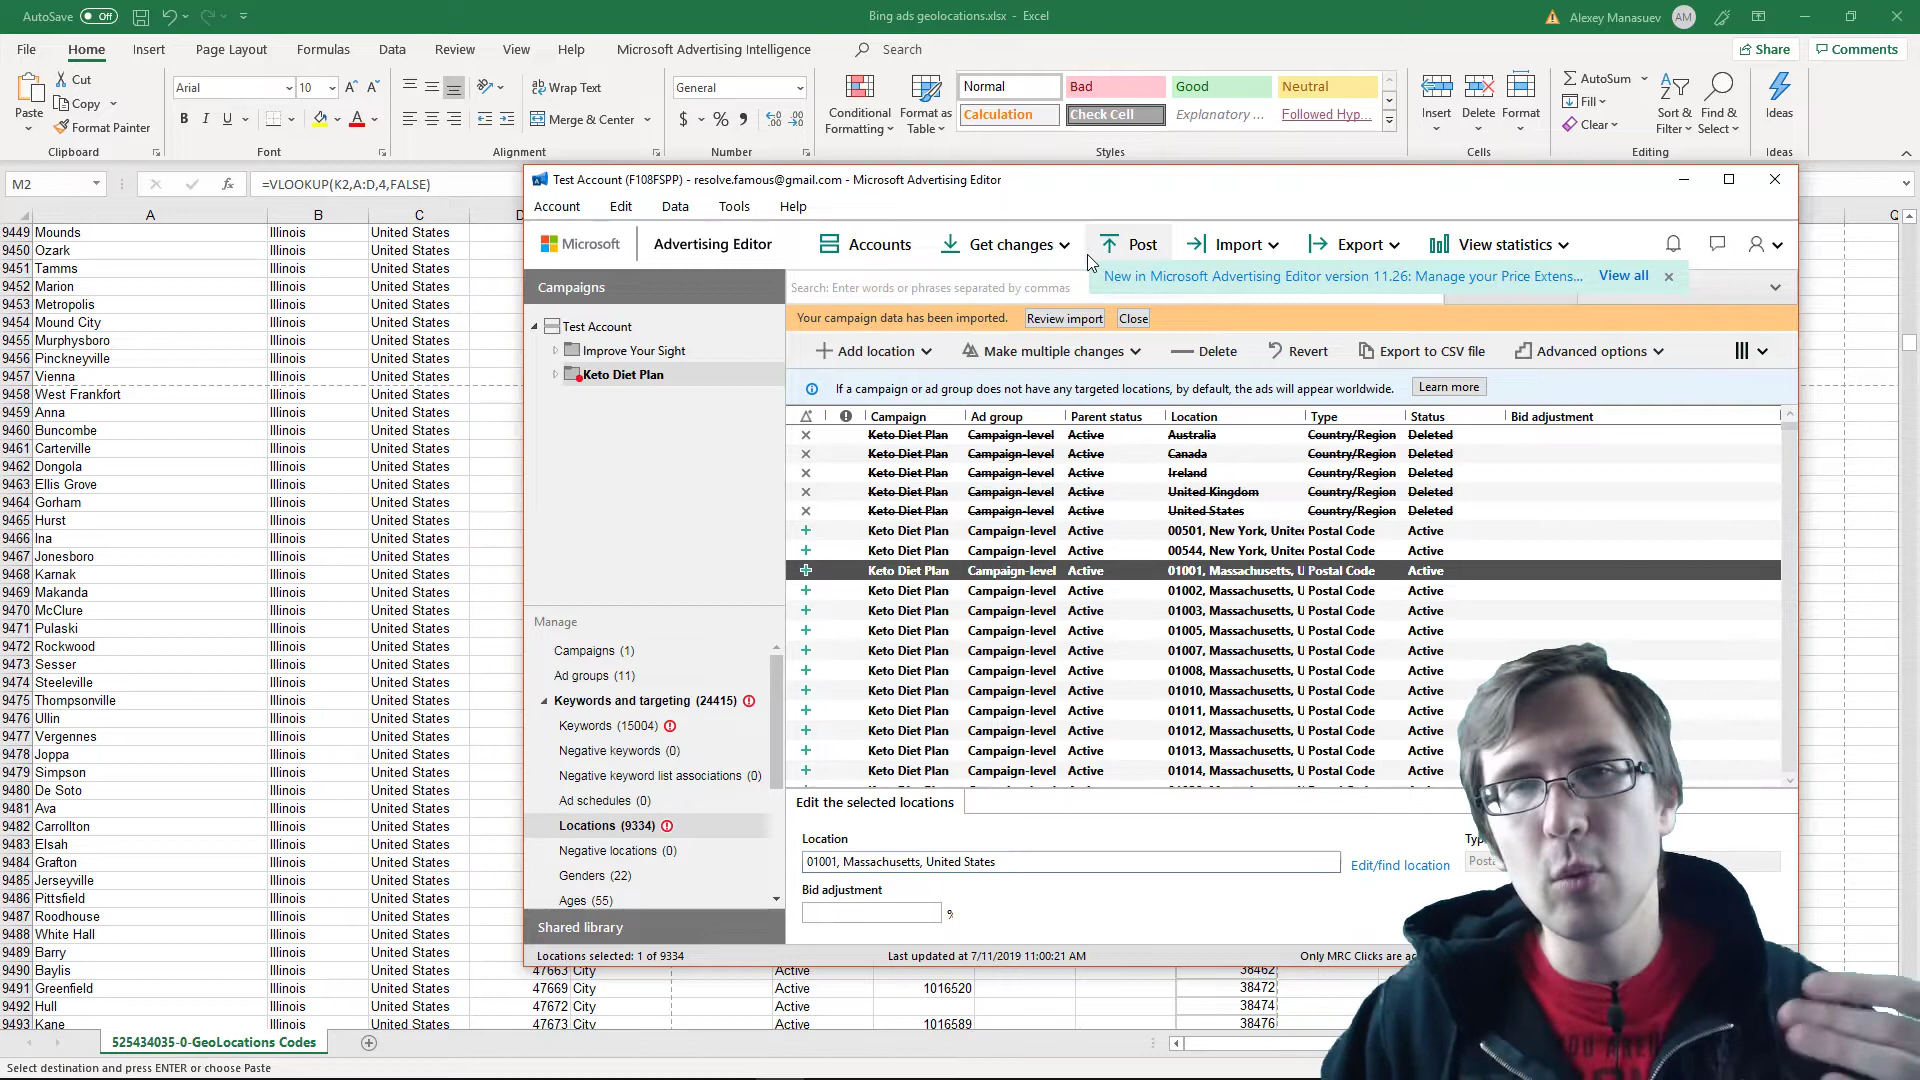 AutoSave Off
Bing ads geolocations.xlsx - Excel
Alexey Manasuev AM
File Home Insert Page Layout Formulas Data Review View Help Microsoft Advertising Intelligence Search Share Comments
Paste Cut Copy Format Painter
Clipboard
Arial 10
B I U A
Font
Wrap Text
Merge & Center
Alignment
General
$ % ,
Number
Conditional Formatting
Format as Table
Normal Bad Good Neutral
Calculation Check Cell Explanatory ... Followed Hyp...
Styles
Insert Delete Format
Cells
AutoSum
Fill
Clear
Sort & Filter
Find & Select
Editing
Ideas
Ideas
M2 fx =VLOOKUP(K2,A:D,4,FALSE)
A B C D Q
9449 Mounds Illinois United States
9450 Ozark Illinois United States
9451 Tamms Illinois United States
9452 Marion Illinois United States
9453 Metropolis Illinois United States
9454 Mound City Illinois United States
9455 Murphysboro Illinois United States
9456 Pinckneyville Illinois United States
9457 Vienna Illinois United States
9458 West Frankfort Illinois United States
9459 Anna Illinois United States
9460 Buncombe Illinois United States
9461 Carterville Illinois United States
9462 Dongola Illinois United States
9463 Ellis Grove Illinois United States
9464 Gorham Illinois United States
9465 Hurst Illinois United States
9466 Ina Illinois United States
9467 Jonesboro Illinois United States
9468 Karnak Illinois United States
9469 Makanda Illinois United States
9470 McClure Illinois United States
9471 Pulaski Illinois United States
9472 Rockwood Illinois United States
9473 Sesser Illinois United States
9474 Steeleville Illinois United States
9475 Thompsonville Illinois United States
9476 Ullin Illinois United States
9477 Vergennes Illinois United States
9478 Joppa Illinois United States
9479 Simpson Illinois United States
9480 De Soto Illinois United States
9481 Ava Illinois United States
9482 Carrollton Illinois United States
9483 Elsah Illinois United States
9484 Grafton Illinois United States
9485 Jerseyville Illinois United States
9486 Pittsfield Illinois United States
9487 Roodhouse Illinois United States
9488 White Hall Illinois United States
9489 Barry Illinois United States
9490 Baylis Illinois United States 47663 City Active 38462
9491 Greenfield Illinois United States 47669 City Active 1016520 38472
9492 Hull Illinois United States 47672 City Active 38474
9493 Kane Illinois United States 47673 City Active 1016589 38476
525434035-0-GeoLocations Codes
Select destination and press ENTER or choose Paste
Test Account (F108FSPP) - resolve.famous@gmail.com - Microsoft Advertising Editor
Account Edit Data Tools Help
Microsoft Advertising Editor Accounts Get changes Post Import Export View statistics
New in Microsoft Advertising Editor version 11.26: Manage your Price Extens... View all
Campaigns
Search: Enter words or phrases separated by commas
Test Account
Improve Your Sight
Keto Diet Plan
Your campaign data has been imported. Review import Close
Add location Make multiple changes Delete Revert Export to CSV file Advanced options
If a campaign or ad group does not have any targeted locations, by default, the ads will appear worldwide. Learn more
Campaign Ad group Parent status Location Type Status Bid adjustment
Keto Diet Plan Campaign-level Active Australia Country/Region Deleted
Keto Diet Plan Campaign-level Active Canada Country/Region Deleted
Keto Diet Plan Campaign-level Active Ireland Country/Region Deleted
Keto Diet Plan Campaign-level Active United Kingdom Country/Region Deleted
Keto Diet Plan Campaign-level Active United States Country/Region Deleted
Keto Diet Plan Campaign-level Active 00501, New York, Unitec Postal Code Active
Keto Diet Plan Campaign-level Active 00544, New York, Unitec Postal Code Active
Keto Diet Plan Campaign-level Active 01001, Massachusetts, U Postal Code Active
Keto Diet Plan Campaign-level Active 01002, Massachusetts, U Postal Code Active
Keto Diet Plan Campaign-level Active 01003, Massachusetts, U Postal Code Active
Keto Diet Plan Campaign-level Active 01005, Massachusetts, U Postal Code Active
Keto Diet Plan Campaign-level Active 01007, Massachusetts, U Postal Code Active
Keto Diet Plan Campaign-level Active 01008, Massachusetts, U Postal Code Active
Keto Diet Plan Campaign-level Active 01010, Massachusetts, U Postal Code Active
Keto Diet Plan Campaign-level Active 01011, Massachusetts, U Postal Code Active
Keto Diet Plan Campaign-level Active 01012, Massachusetts, U Postal Code Active
Keto Diet Plan Campaign-level Active 01013, Massachusetts, U Postal Code Active
Keto Diet Plan Campaign-level Active 01014, Massachusetts, U Postal Code Active
Manage
Campaigns (1)
Ad groups (11)
Keywords and targeting (24415)
Keywords (15004)
Negative keywords (0)
Negative keyword list associations (0)
Ad schedules (0)
Locations (9334)
Negative locations (0)
Genders (22)
Ages (55)
Shared library
Edit the selected locations
Location
01001, Massachusetts, United States
Edit/find location
Bid adjustment
%
Locations selected: 1 of 9334
Last updated at 7/11/2019 11:00:21 AM
Only MRC Clicks are